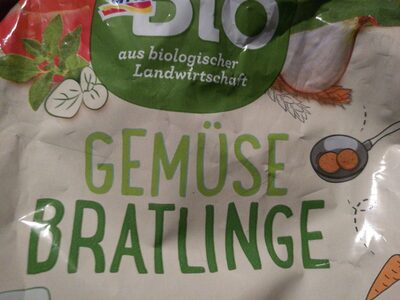 Bio
aus biologischer
Landwirtschaft
GEMÜSE
BRATLINGE